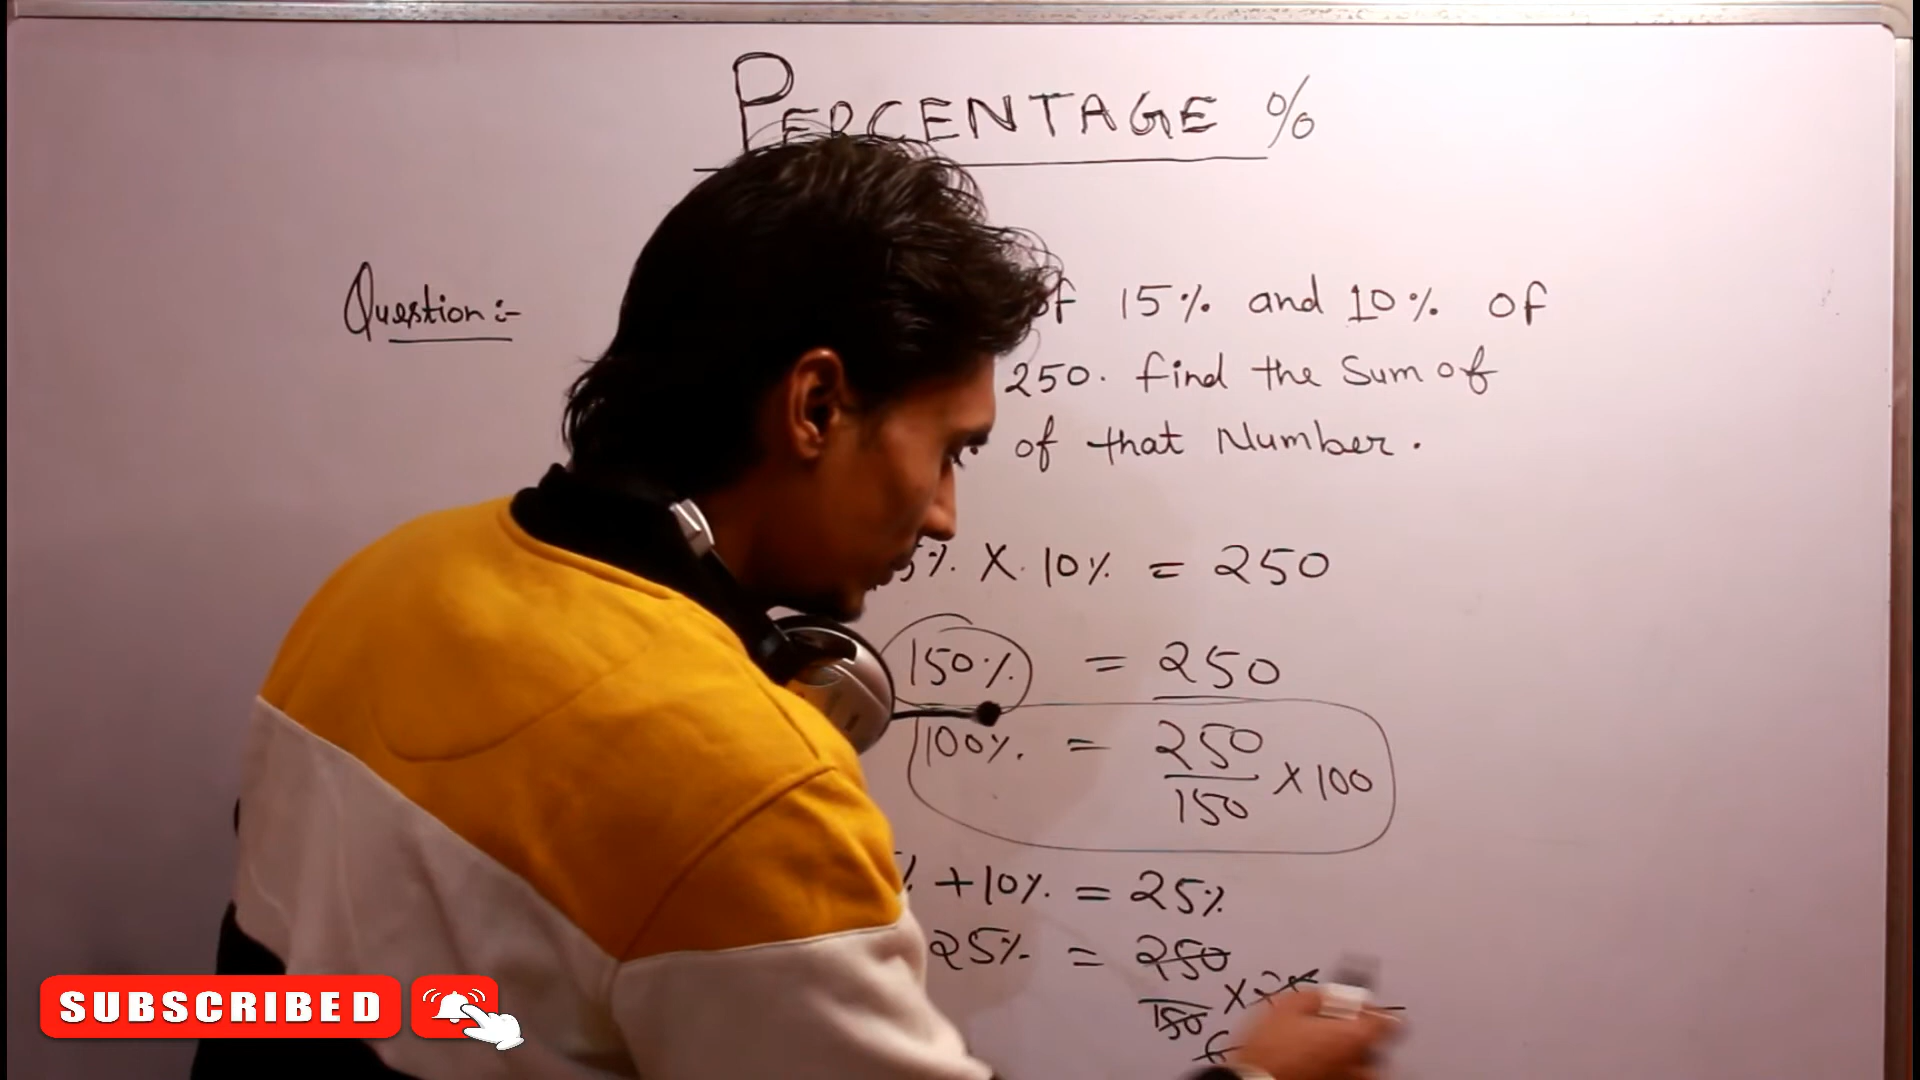 PERCENTAGE %
Question :-
of 15% and 10% of
250. find the Sum of
of that Number.
5% X 10% = 250
150% = 250
100% = 250/150 X 100
% + 10% = 25%
25% = 250/150 X
SUBSCRIBED